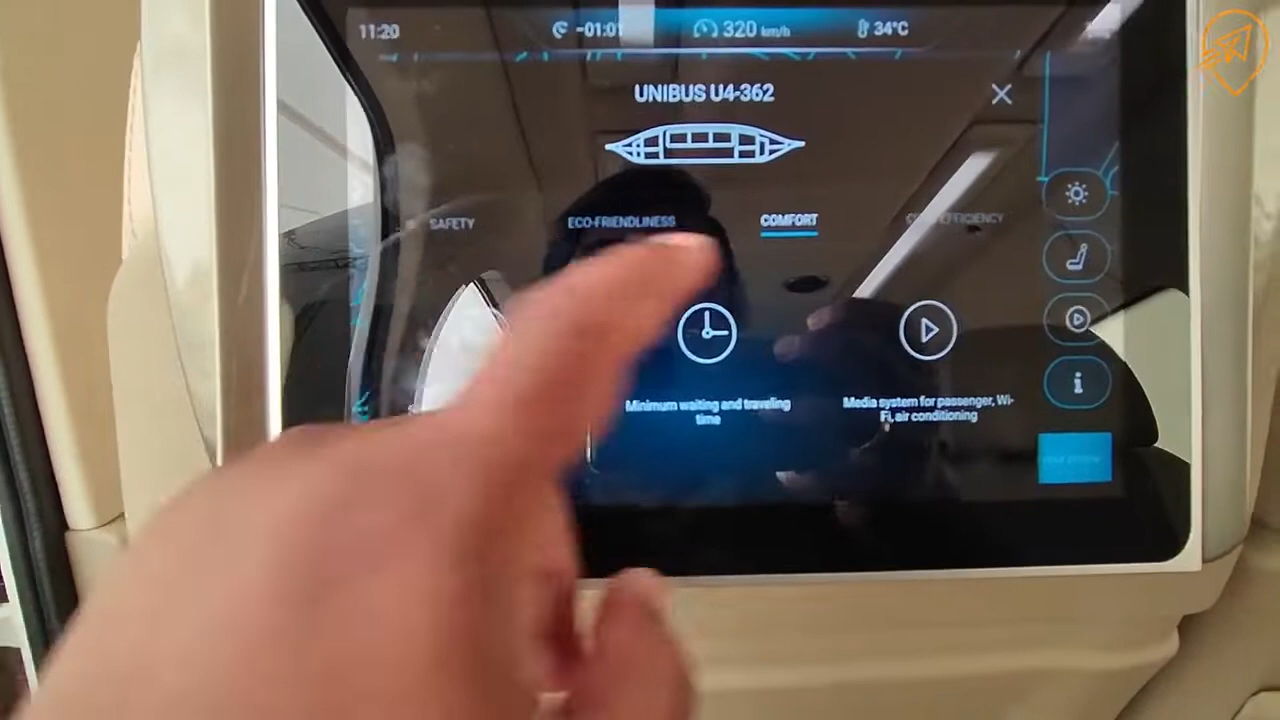 11:20
-01:01
320 km/h
34°C
UNIBUS U4-362
SAFETY
ECO-FRIENDLINESS
COMFORT
EFFICIENCY
Minimum waiting and traveling
time
Media system for passenger, Wi-
Fi, air conditioning